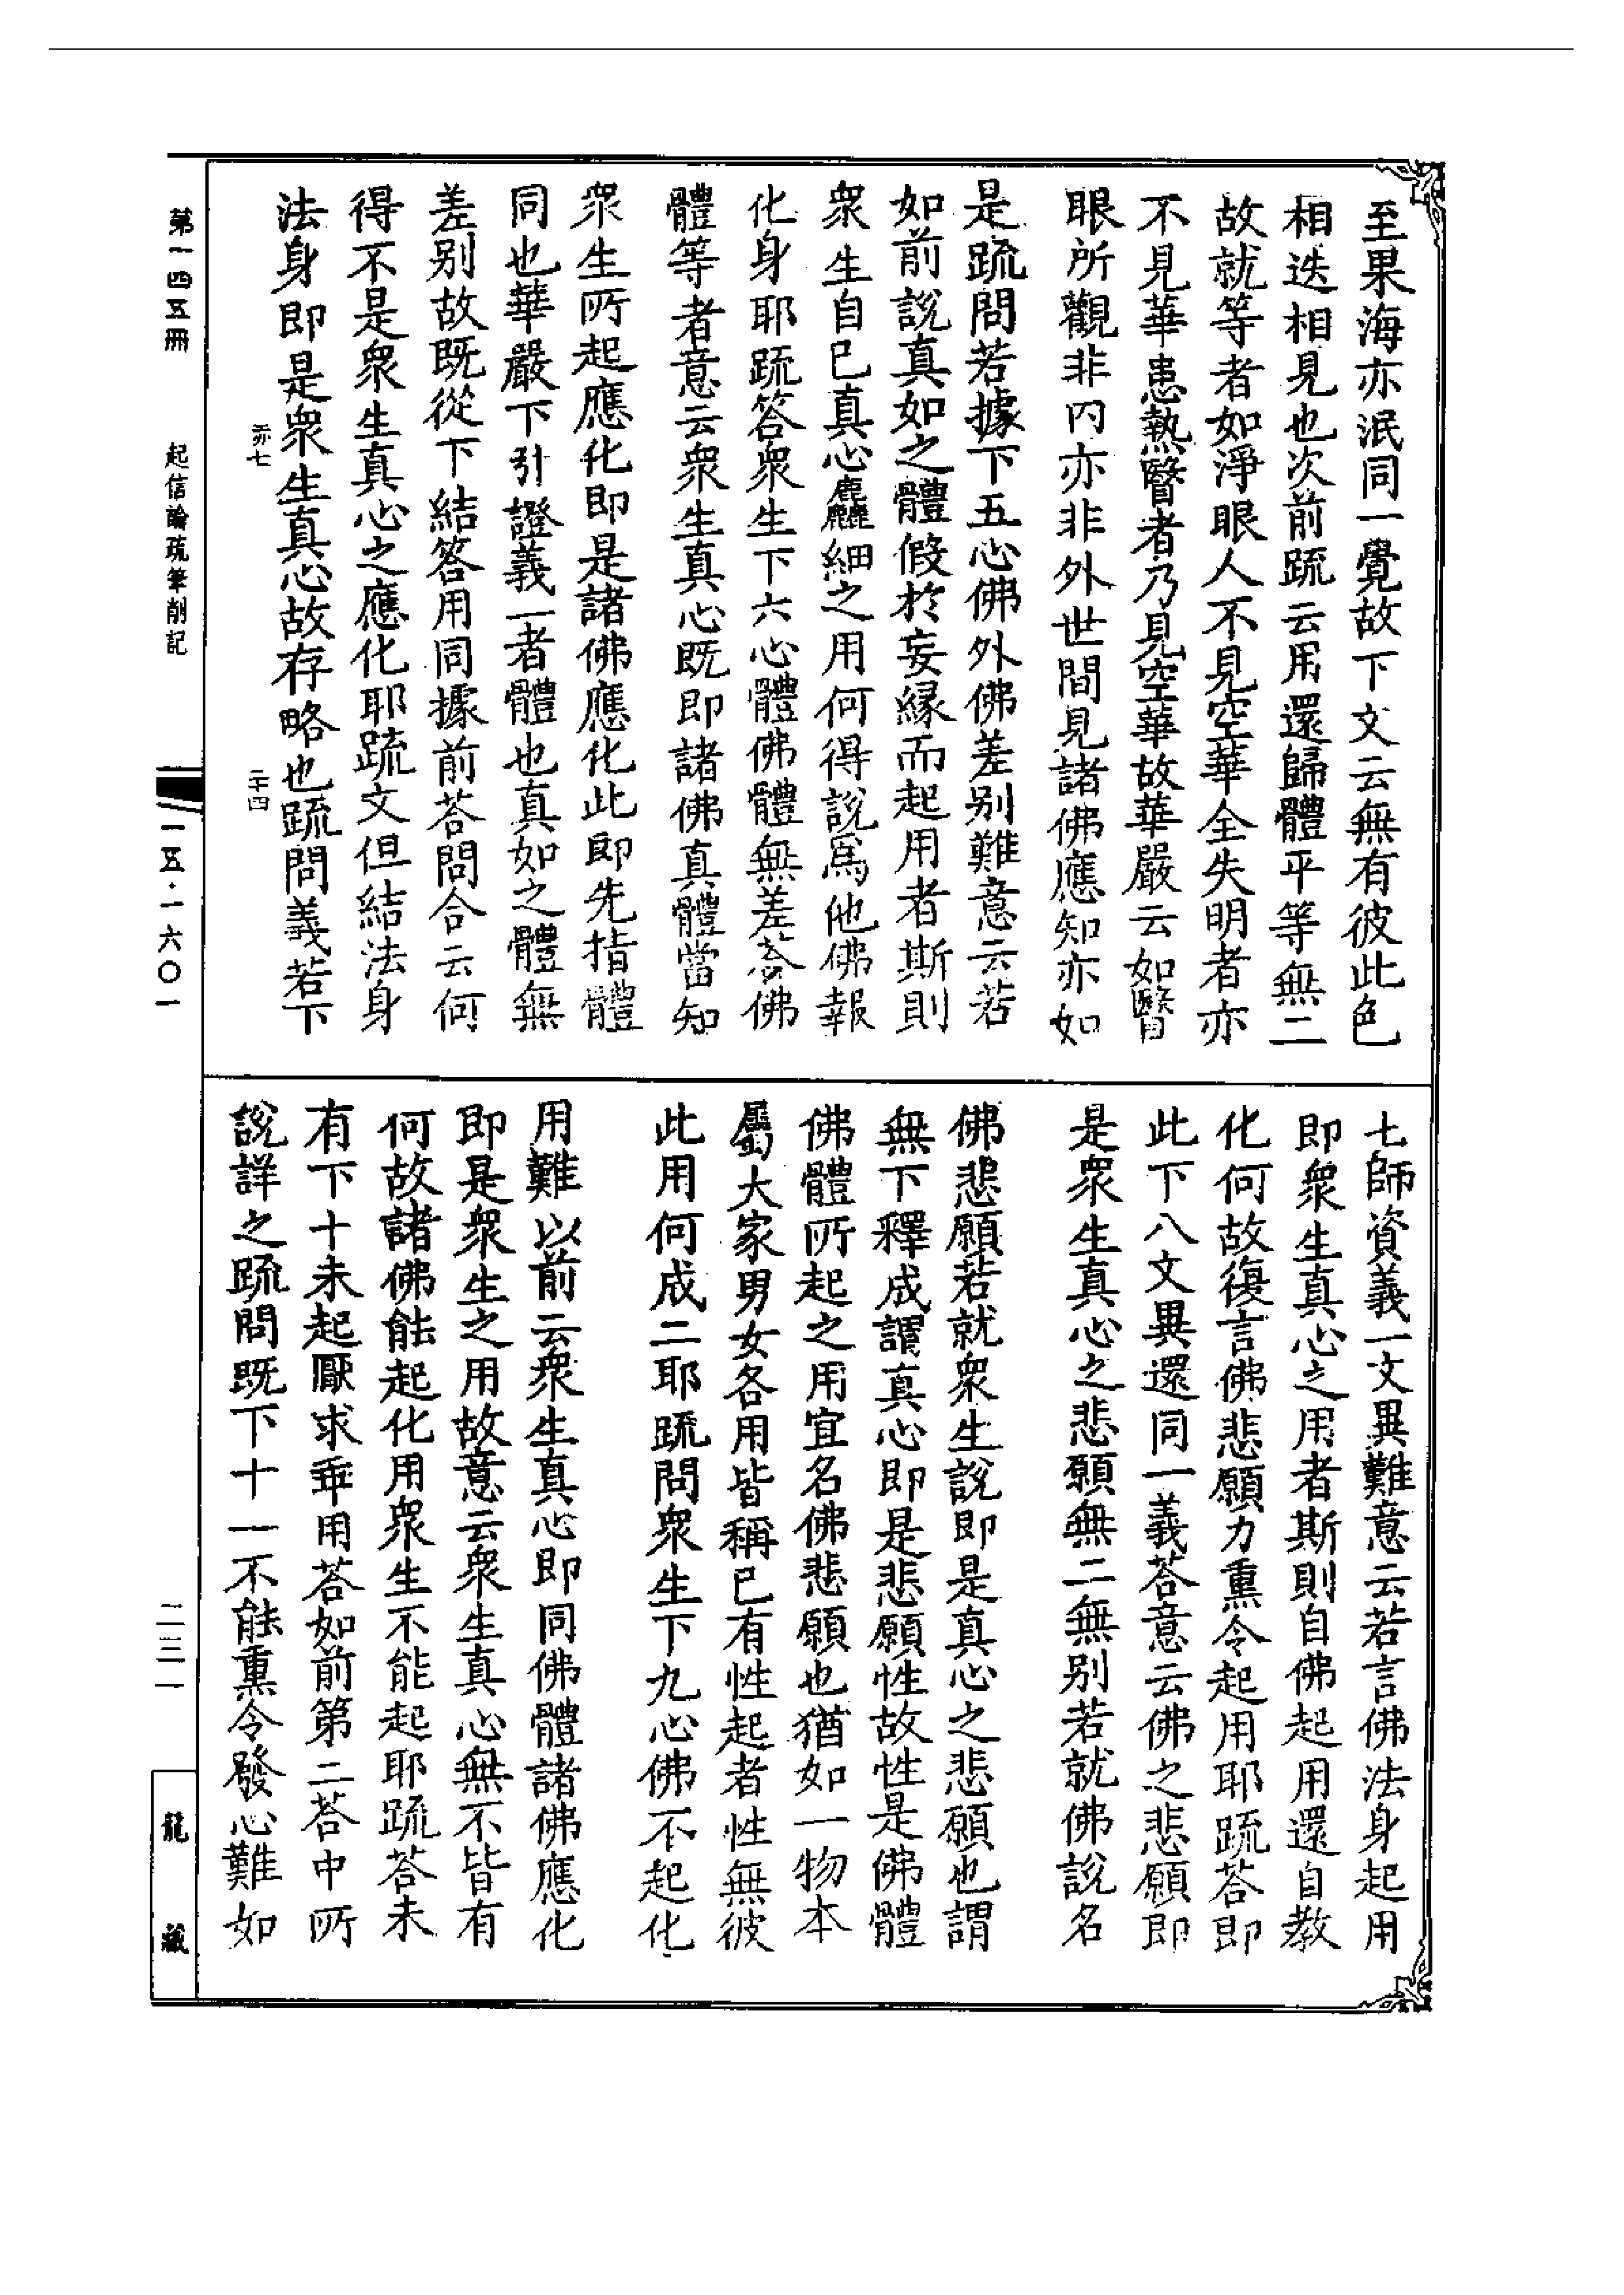 至果海亦泯同一覺故下文云無有彼此色
相迭相見也次前疏云用還歸體平等無二
故就等者如淨眼人不見空華全失明者亦
不見華患熱瞖者乃見空華故華嚴云如瞖
眼所觀非內亦非外世間見諸佛應知亦如
是疏問若據下五心佛外佛差別難意云若
如前說真如之體假於妄緣而起用者斯則
衆生自己真心麤細之用何得說爲他佛報
化身耶疏答衆生下六心體佛體無差答佛
體等者意云衆生真心既即諸佛真體當知
衆生所起應化即是諸佛應化此即先指體
同也華嚴下引證義一者體也真如之體無
差別故既從下結答用同據前荅問合云何
得不是衆生真心之應化耶疏文但結法身
法身即是衆生真心故存略也疏問義若下
七師資義一文異難意云若言佛法身起用
即衆生真心之用者斯則自佛起用還自教
化何故復言佛悲願力熏令起用耶疏荅即
此下八文異還同一義荅意云佛之悲願即
是衆生真心之悲願無二無別若就佛說名
佛悲願若就衆生說即是真心之悲願也謂
無下釋成謂真心即是悲願性故性是佛體
佛體所起之用宜名佛悲願也猶如一物本
屬大家男女各用皆稱已有性起者性無彼
此用何成二耶疏問衆生下九心佛不起化
用難以前云衆生真心即同佛體諸佛應化
即是衆生之用故意云衆生真心無不皆有
何故諸佛能起化用衆生不能起耶疏荅未
有下十未起厭求乖用荅如前第二荅中所
說詳之疏問既下十一不能熏令發心難如
第一四五冊
起信論疏筆削記
一五·一六〇一
二三一
龍藏
亦七
二十四